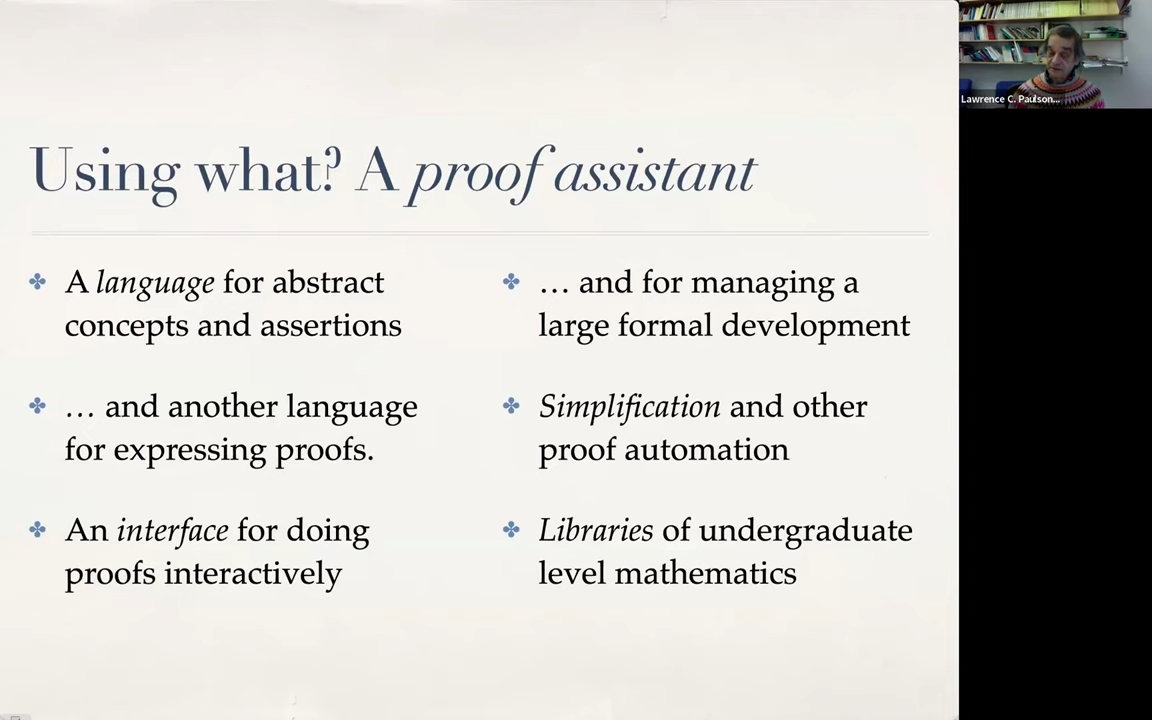 Using what? A proof assistant
A language for abstract
concepts and assertions
… and another language
for expressing proofs.
An interface for doing
proofs interactively
… and for managing a
large formal development
Simplification and other
proof automation
Libraries of undergraduate
level mathematics
Lawrence C. Paulson...